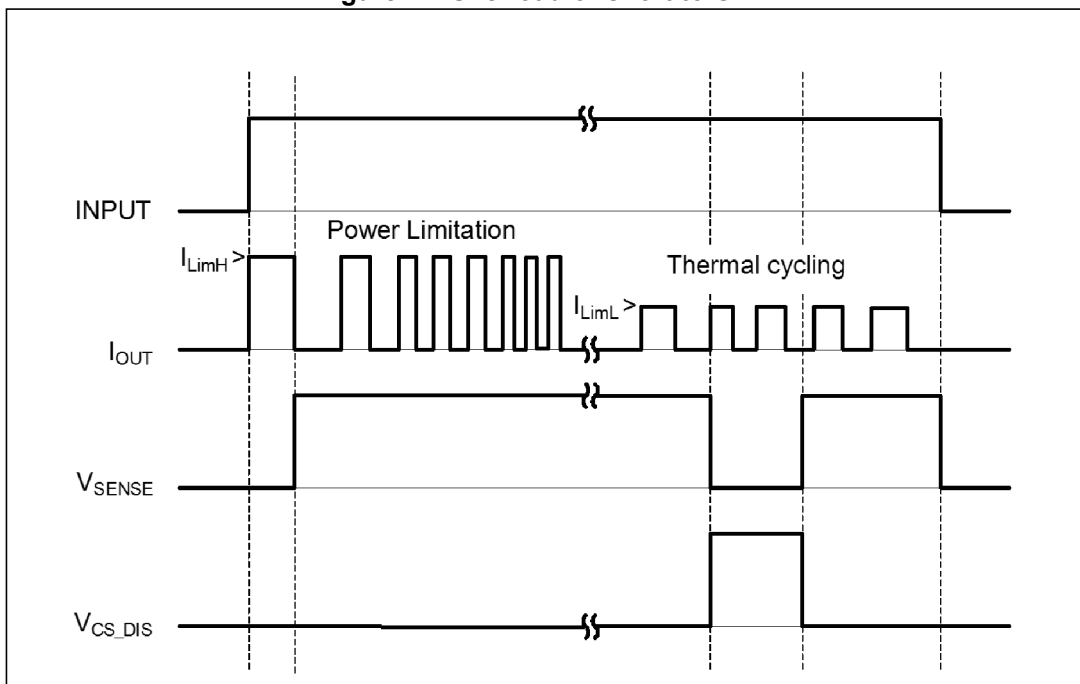 INPUT
Power Limitation
I_LimH >
Thermal cycling
I_LimL >
I_OUT
V_SENSE
V_CS_DIS